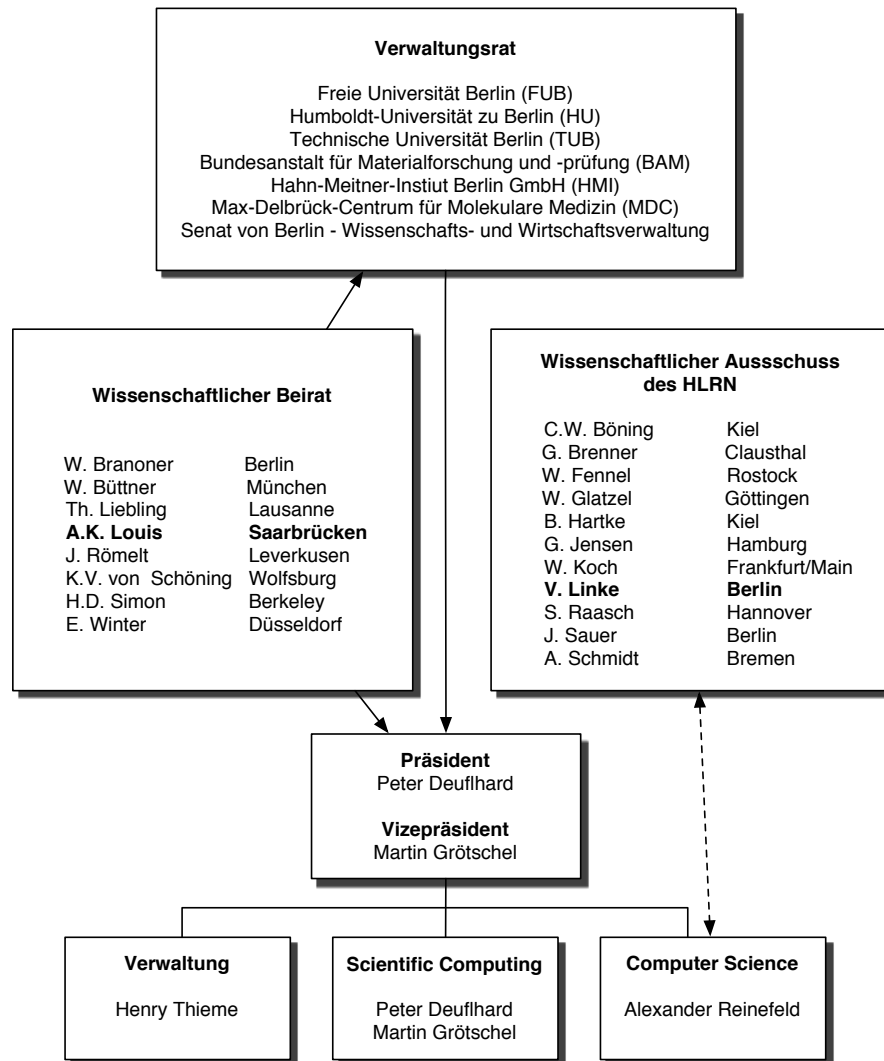 Verwaltungsrat
Freie Universität Berlin (FUB)
Humboldt-Universität zu Berlin (HU)
Technische Universität Berlin (TUB)
Bundesanstalt für Materialforschung und -prüfung (BAM)
Hahn-Meitner-Instiut Berlin GmbH (HMI)
Max-Delbrück-Centrum für Molekulare Medizin (MDC)
Senat von Berlin - Wissenschafts- und Wirtschaftsverwaltung
Wissenschaftlicher Beirat
W. Branoner Berlin
W. Büttner München
Th. Liebling Lausanne
A.K. Louis Saarbrücken
J. Römelt Leverkusen
K.V. von Schöning Wolfsburg
H.D. Simon Berkeley
E. Winter Düsseldorf
Wissenschaftlicher Aussschuss
des HLRN
C.W. Böning Kiel
G. Brenner Clausthal
W. Fennel Rostock
W. Glatzel Göttingen
B. Hartke Kiel
G. Jensen Hamburg
W. Koch Frankfurt/Main
V. Linke Berlin
S. Raasch Hannover
J. Sauer Berlin
A. Schmidt Bremen
Präsident
Peter Deuflhard
Vizepräsident
Martin Grötschel
Verwaltung
Henry Thieme
Scientific Computing
Peter Deuflhard
Martin Grötschel
Computer Science
Alexander Reinefeld